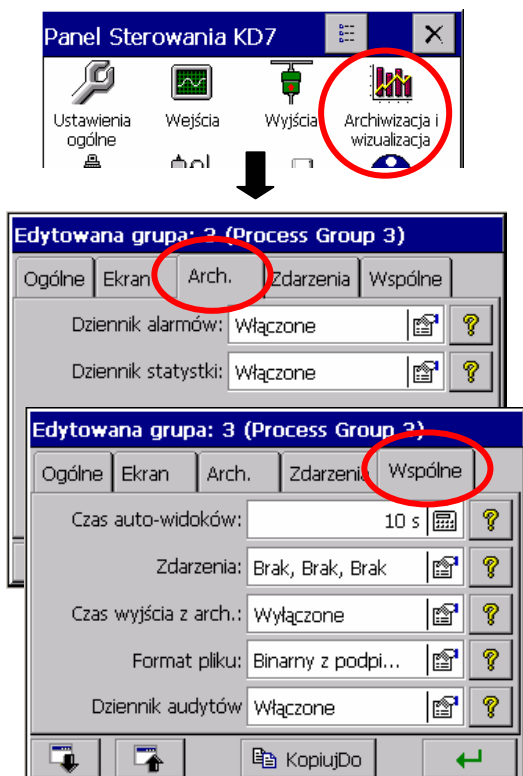 Panel Sterowania KD7
Ustawienia ogólne
Wejścia
Wyjścia
Archiwizacja i wizualizacja
Edytowana grupa: 3 (Process Group 3)
Ogólne Ekran Arch. Zdarzenia Wspólne
Dziennik alarmów: Włączone
Dziennik statystki: Włączone
Edytowana grupa: 3 (Process Group 3)
Ogólne Ekran Arch. Zdarzenia Wspólne
Czas auto-widoków: 10 s
Zdarzenia: Brak, Brak, Brak
Czas wyjścia z arch.: Wyłączone
Format pliku: Binarny z podpi...
Dziennik audytów Włączone
KopiujDo